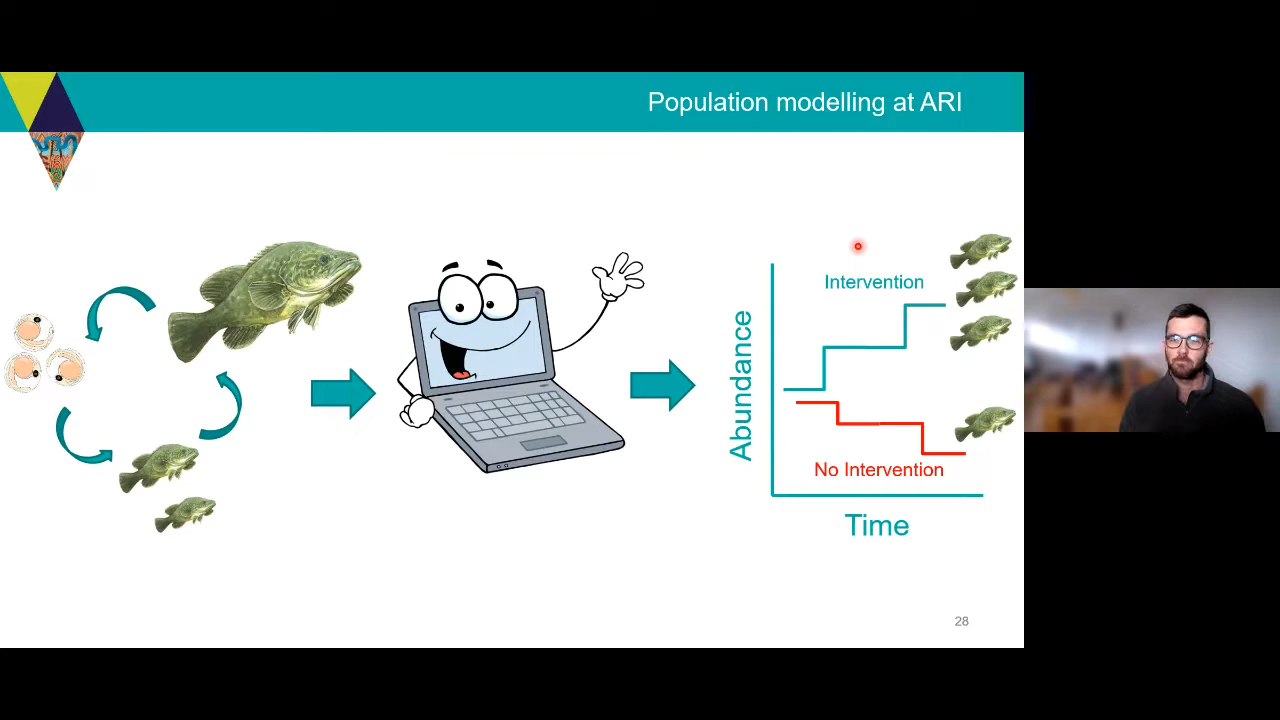 Population modelling at ARI
Intervention
Abundance
No Intervention
Time
28